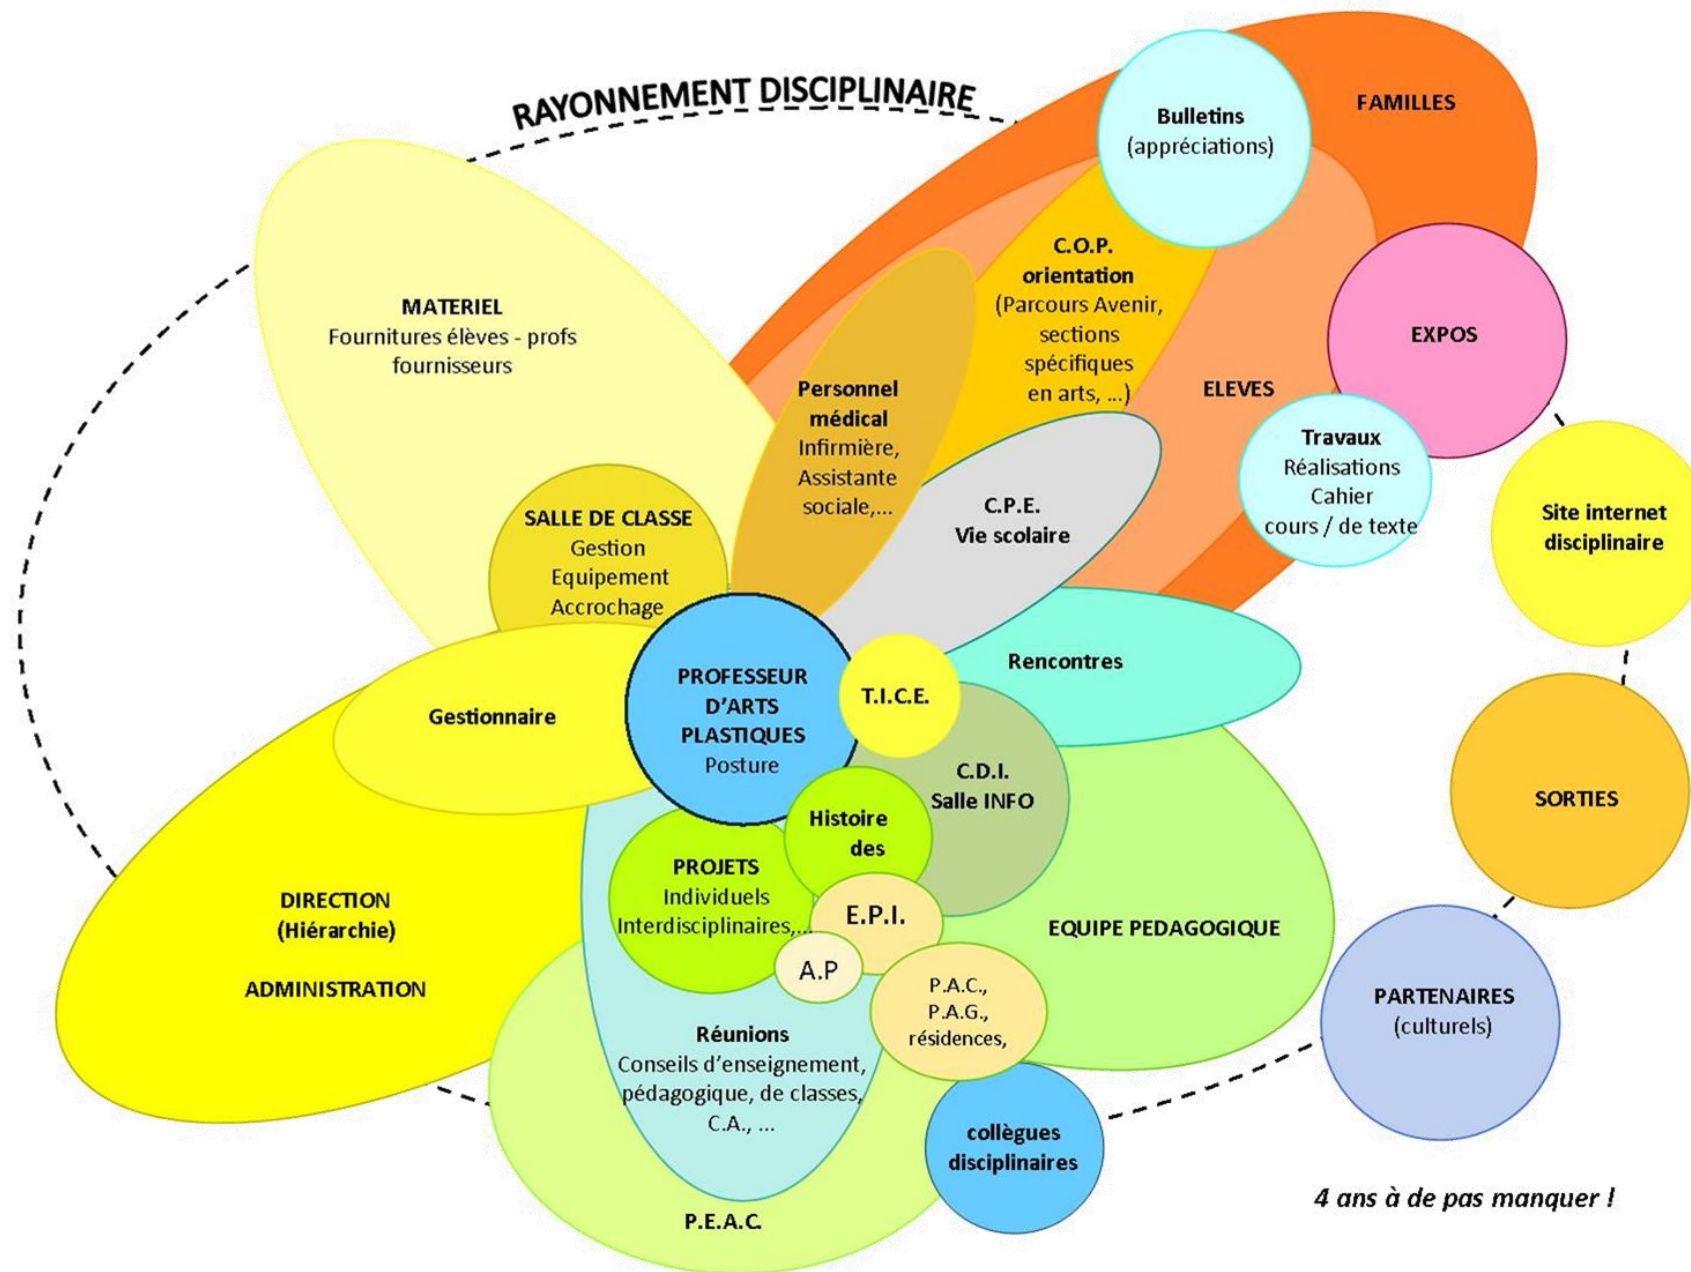 RAYONNEMENT DISCIPLINAIRE
Bulletins
(appréciations)
FAMILLES
MATERIEL
Fournitures élèves - profs
fournisseurs
C.O.P.
orientation
(Parcours Avenir,
sections
spécifiques
en arts, ...)
EXPOS
Personnel
médical
Infirmière,
Assistante
sociale,...
ELEVES
Travaux
Réalisations
Cahier
cours / de texte
SALLE DE CLASSE
Gestion
Equipement
Accrochage
C.P.E.
Vie scolaire
Site internet
disciplinaire
PROFESSEUR
D'ARTS
PLASTIQUES
Posture
T.I.C.E.
Rencontres
Gestionnaire
C.D.I.
Salle INFO
SORTIES
Histoire
des
PROJETS
Individuels
Interdisciplinaires,...
E.P.I.
A.P
EQUIPE PEDAGOGIQUE
DIRECTION
(Hiérarchie)
ADMINISTRATION
P.A.C.,
P.A.G.,
résidences,
PARTENAIRES
(culturels)
Réunions
Conseils d'enseignement,
pédagogique, de classes,
C.A., ...
collègues
disciplinaires
P.E.A.C.
4 ans à de pas manquer !